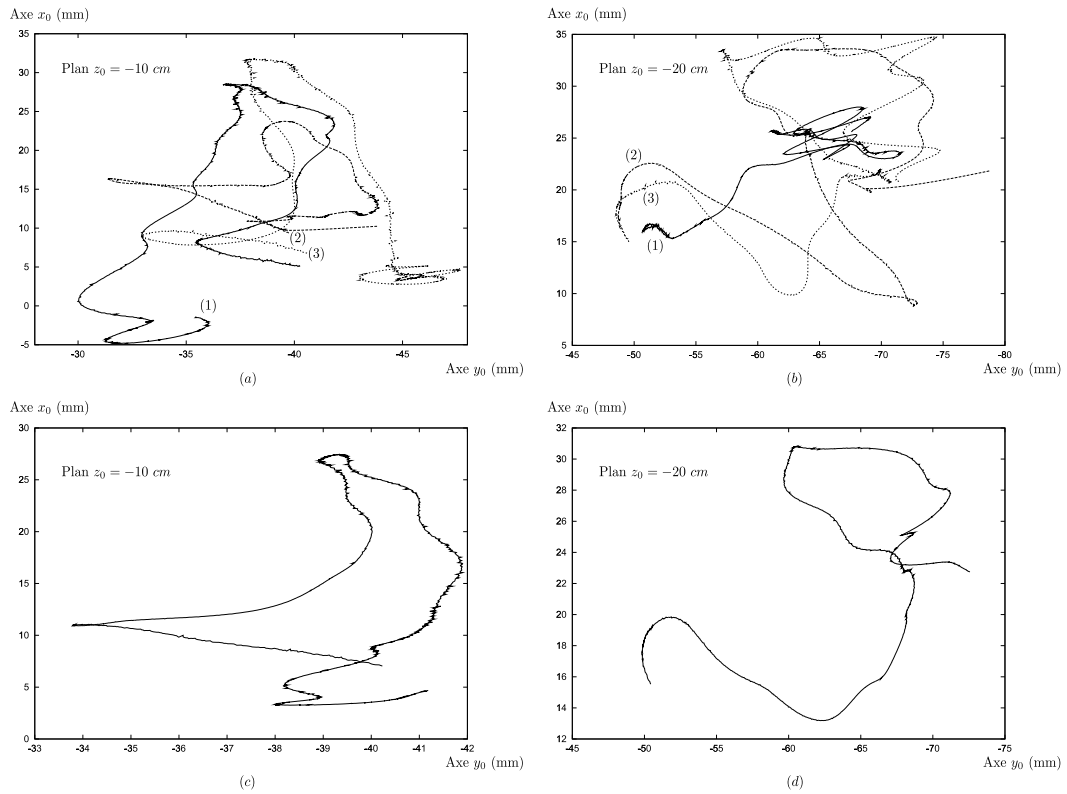 Axe x₀ (mm)
35
30
25
20
15
10
5
0
-5
Plan z₀ = −10 cm
(1)
(2)
(3)
-30 -35 -40 -45
Axe y₀ (mm)
(a)
Axe x₀ (mm)
35
30
25
20
15
10
5
Plan z₀ = −20 cm
(2)
(3)
(1)
-45 -50 -55 -60 -65 -70 -75 -80
Axe y₀ (mm)
(b)
Axe x₀ (mm)
30
25
20
15
10
5
0
Plan z₀ = −10 cm
-33 -34 -35 -36 -37 -38 -39 -40 -41 -42
Axe y₀ (mm)
(c)
Axe x₀ (mm)
32
30
28
26
24
22
20
18
16
14
12
Plan z₀ = −20 cm
-45 -50 -55 -60 -65 -70 -75
Axe y₀ (mm)
(d)